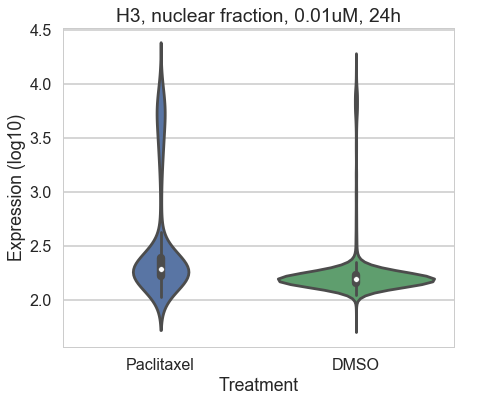 H3, nuclear fraction, 0.01uM, 24h
Expression (log10)
4.5
4.0
3.5
3.0
2.5
2.0
Paclitaxel DMSO
Treatment